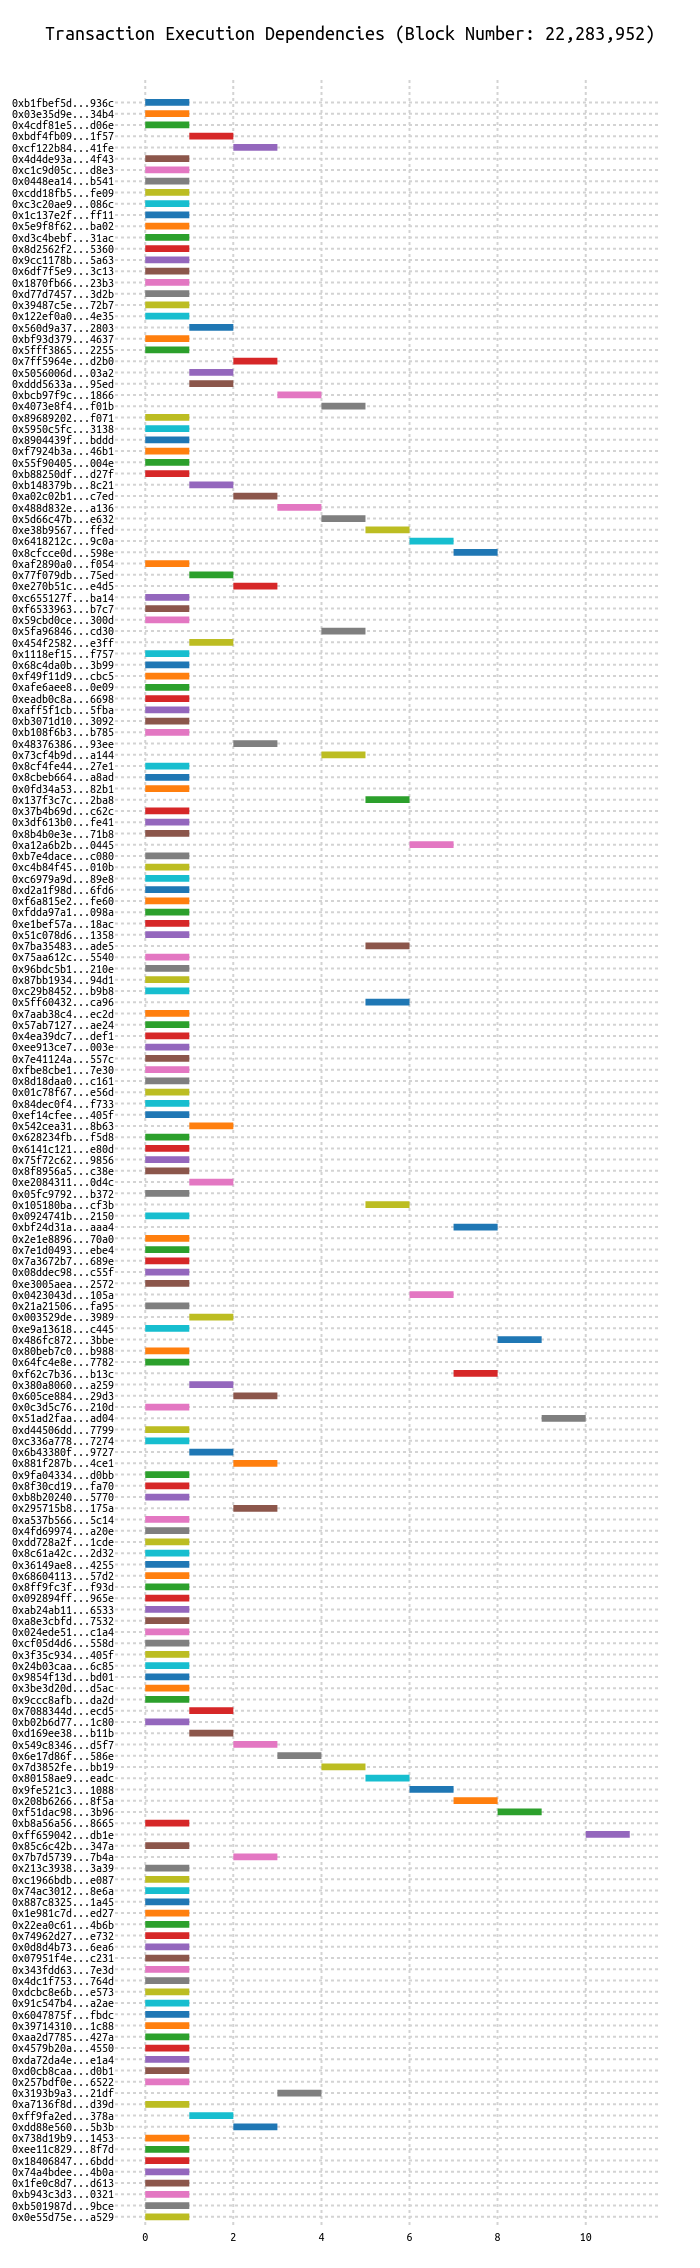 Transaction Execution Dependencies (Block Number: 22,283,952)
0xb1fbef5d...936c
0x03e35d9e...34b4
0x4cdf81e5...d06e
0xbdf4fb09...1f57
0xcf122b84...41fe
0x4d4de93a...4f43
0xc1c9d05c...d8e3
0x0448ea14...b541
0xcdd18fb5...fe09
0xc3c20ae9...086c
0x1c137e2f...ff11
0x5e9f8f62...ba02
0xd3c4bebf...31ac
0x8d2562f2...5360
0x9cc1178b...5a63
0x6df7f5e9...3c13
0x1870fb66...23b3
0xd77d7457...3d2b
0x39487c5e...72b7
0x122ef0a0...4e35
0x560d9a37...2803
0xbf93d379...4637
0x5fff3865...2255
0x7ff5964e...d2b0
0x5056006d...03a2
0xddd5633a...95ed
0xbcb97f9c...1866
0x4073e8f4...f01b
0x89689202...f071
0x5950c5fc...3138
0x8904439f...bddd
0xf7924b3a...46b1
0x55f90405...004e
0xb88250df...d27f
0xb148379b...8c21
0xa02c02b1...c7ed
0x488d832e...a136
0x5d66c47b...e632
0xe38b9567...ffed
0x6418212c...9c0a
0x8cfcce0d...598e
0xaf2890a0...f054
0x77f079db...75ed
0xe270b51c...e4d5
0xc655127f...ba14
0xf6533963...b7c7
0x59cbd0ce...300d
0x5fa96846...cd30
0x454f2582...e3ff
0x1118ef15...f757
0x68c4da0b...3b99
0xf49f11d9...cbc5
0xafe6aee8...0e09
0xeadb0c8a...6698
0xaff5f1cb...5fba
0xb3071d10...3092
0xb108f6b3...b785
0x48376386...93ee
0x73cf4b9d...a144
0x8cf4fe44...27e1
0x8cbeb664...a8ad
0x0fd34a53...82b1
0x137f3c7c...2ba8
0x37b4b69d...c62c
0x3df613b0...fe41
0x8b4b0e3e...71b8
0xa12a6b2b...0445
0xb7e4dace...c080
0xc4b84f45...010b
0xc6979a9d...89e8
0xd2a1f98d...6fd6
0xf6a815e2...fe60
0xfdda97a1...098a
0xe1bef57a...18ac
0x51c078d6...1358
0x7ba35483...ade5
0x75aa612c...5540
0x96bdc5b1...210e
0x87bb1934...94d1
0xc29b8452...b9b8
0x5ff60432...ca96
0x7aab38c4...ec2d
0x57ab7127...ae24
0x4ea39dc7...def1
0xee913ce7...003e
0x7e41124a...557c
0xfbe8cbe1...7e30
0x8d18daa0...c161
0x01c78f67...e56d
0x84dec0f4...f733
0xef14cfee...405f
0x542cea31...8b63
0x628234fb...f5d8
0x6141c121...e80d
0x75f72c62...9856
0x8f8956a5...c38e
0xe2084311...0d4c
0x05fc9792...b372
0x105180ba...cf3b
0x0924741b...2150
0xbf24d31a...aaa4
0x2e1e8896...70a0
0x7e1d0493...ebe4
0x7a3672b7...689e
0x08ddec98...c55f
0xe3005aea...2572
0x0423043d...105a
0x21a21506...fa95
0x003529de...3989
0xe9a13618...c445
0x486fc872...3bbe
0x80beb7c0...b988
0x64fc4e8e...7782
0xf62c7b36...b13c
0x380a8060...a259
0x605ce884...29d3
0x0c3d5c76...210d
0x51ad2faa...ad04
0xd44506dd...7799
0xc336a778...7274
0x6b43380f...9727
0x881f287b...4ce1
0x9fa04334...d0bb
0x8f30cd19...fa70
0xb8b20240...5770
0x295715b8...175a
0xa537b566...5c14
0x4fd69974...a20e
0xdd728a2f...1cde
0x8c61a42c...2d32
0x36149ae8...4255
0x68604113...57d2
0x8ff9fc3f...f93d
0x092894ff...965e
0xab24ab11...6533
0xa8e3cbfd...7532
0x024ede51...c1a4
0xcf05d4d6...558d
0x3f35c934...405f
0x24b03caa...6c85
0x9854f13d...bd01
0x3be3d20d...d5ac
0x9ccc8afb...da2d
0x7088344d...ecd5
0xb02b6d77...1c80
0xd169ee38...b11b
0x549c8346...d5f7
0x6e17d86f...586e
0x7d3852fe...bb19
0x80158ae9...eadc
0x9fe521c3...1088
0x208b6266...8f5a
0xf51dac98...3b96
0xb8a56a56...8665
0xff659042...db1e
0x85c6c42b...347a
0x7b7d5739...7b4a
0x213c3938...3a39
0xc1966bdb...e087
0x74ac3012...8e6a
0x887c8325...1a45
0x1e981c7d...ed27
0x22ea0c61...4b6b
0x74962d27...e732
0x0d8d4b73...6ea6
0x07951f4e...c231
0x343fdd63...7e3d
0x4dc1f753...764d
0xdcbc8e6b...e573
0x91c547b4...a2ae
0x6047875f...fbdc
0x39714310...1c88
0xaa2d7785...427a
0x4579b20a...4550
0xda72da4e...e1a4
0xd0cb8caa...d0b1
0x257bdf0e...6522
0x3193b9a3...21df
0xa7136f8d...d39d
0xff9fa2ed...378a
0xdd88e560...5b3b
0x738d19b9...1453
0xee11c829...8f7d
0x18406847...6bdd
0x74a4bdee...4b0a
0x1fe0c8d7...d613
0xb943c3d3...0321
0xb501987d...9bce
0x0e55d75e...a529
0 2 4 6 8 10